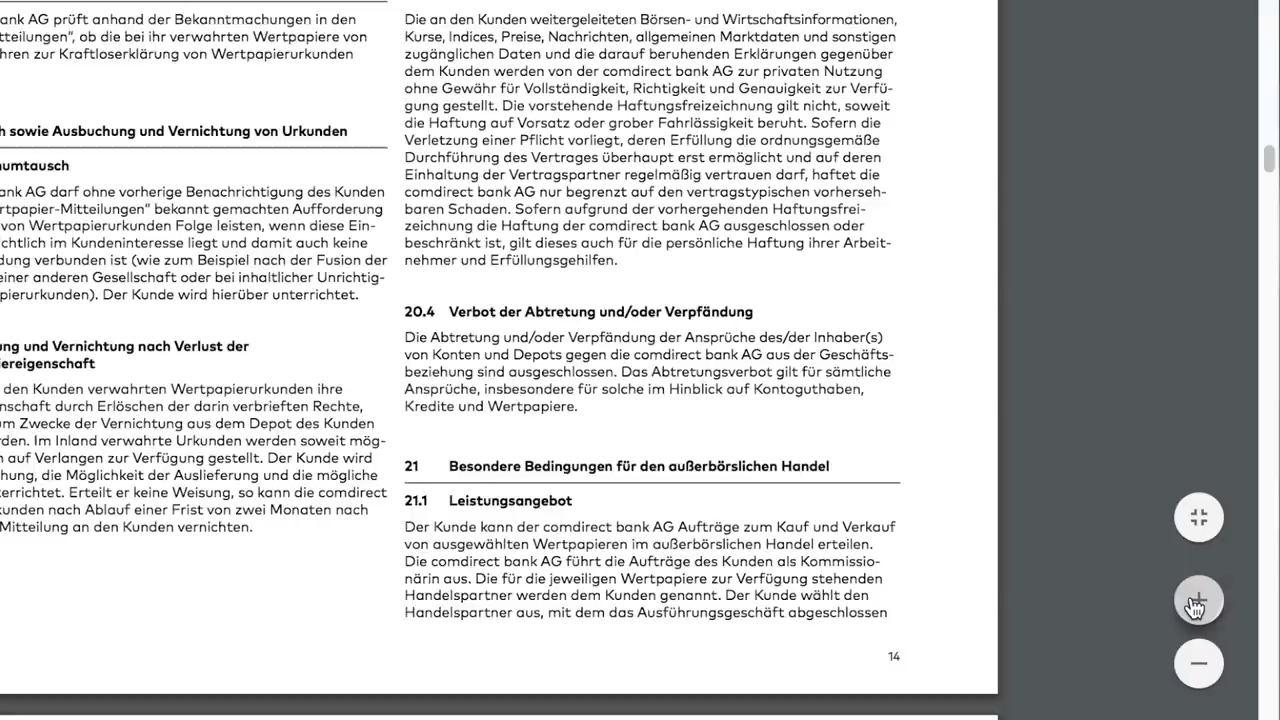 ank AG prüft anhand der Bekanntmachungen in den
tteilungen“, ob die bei ihr verwahrten Wertpapiere von
hren zur Kraftloserklärung von Wertpapierurkunden
h sowie Ausbuchung und Vernichtung von Urkunden
numtausch
ank AG darf ohne vorherige Benachrichtigung des Kunden
rtpapier-Mitteilungen“ bekannt gemachten Aufforderung
von Wertpapierurkunden Folge leisten, wenn diese Ein-
ichtlich im Kundeninteresse liegt und damit auch keine
dung verbunden ist (wie zum Beispiel nach der Fusion der
einer anderen Gesellschaft oder bei inhaltlicher Unrichtig-
pierurkunden). Der Kunde wird hierüber unterrichtet.
ung und Vernichtung nach Verlust der
iereigenschaft
den Kunden verwahrten Wertpapierurkunden ihre
nschaft durch Erlöschen der darin verbrieften Rechte,
um Zwecke der Vernichtung aus dem Depot des Kunden
rden. Im Inland verwahrte Urkunden werden soweit mög-
n auf Verlangen zur Verfügung gestellt. Der Kunde wird
hung, die Möglichkeit der Auslieferung und die mögliche
errichtet. Erteilt er keine Weisung, so kann die comdirect
kunden nach Ablauf einer Frist von zwei Monaten nach
Mitteilung an den Kunden vernichten.
Die an den Kunden weitergeleiteten Börsen- und Wirtschaftsinformationen,
Kurse, Indices, Preise, Nachrichten, allgemeinen Marktdaten und sonstigen
zugänglichen Daten und die darauf beruhenden Erklärungen gegenüber
dem Kunden werden von der comdirect bank AG zur privaten Nutzung
ohne Gewähr für Vollständigkeit, Richtigkeit und Genauigkeit zur Verfü-
gung gestellt. Die vorstehende Haftungsfreizeichnung gilt nicht, soweit
die Haftung auf Vorsatz oder grober Fahrlässigkeit beruht. Sofern die
Verletzung einer Pflicht vorliegt, deren Erfüllung die ordnungsgemäße
Durchführung des Vertrages überhaupt erst ermöglicht und auf deren
Einhaltung der Vertragspartner regelmäßig vertrauen darf, haftet die
comdirect bank AG nur begrenzt auf den vertragstypischen vorherseh-
baren Schaden. Sofern aufgrund der vorhergehenden Haftungsfrei-
zeichnung die Haftung der comdirect bank AG ausgeschlossen oder
beschränkt ist, gilt dieses auch für die persönliche Haftung ihrer Arbeit-
nehmer und Erfüllungsgehilfen.
20.4 Verbot der Abtretung und/oder Verpfändung
Die Abtretung und/oder Verpfändung der Ansprüche des/der Inhaber(s)
von Konten und Depots gegen die comdirect bank AG aus der Geschäfts-
beziehung sind ausgeschlossen. Das Abtretungsverbot gilt für sämtliche
Ansprüche, insbesondere für solche im Hinblick auf Kontoguthaben,
Kredite und Wertpapiere.
21 Besondere Bedingungen für den außerbörslichen Handel
21.1 Leistungsangebot
Der Kunde kann der comdirect bank AG Aufträge zum Kauf und Verkauf
von ausgewählten Wertpapieren im außerbörslichen Handel erteilen.
Die comdirect bank AG führt die Aufträge des Kunden als Kommissio-
närin aus. Die für die jeweiligen Wertpapiere zur Verfügung stehenden
Handelspartner werden dem Kunden genannt. Der Kunde wählt den
Handelspartner aus, mit dem das Ausführungsgeschäft abgeschlossen
14